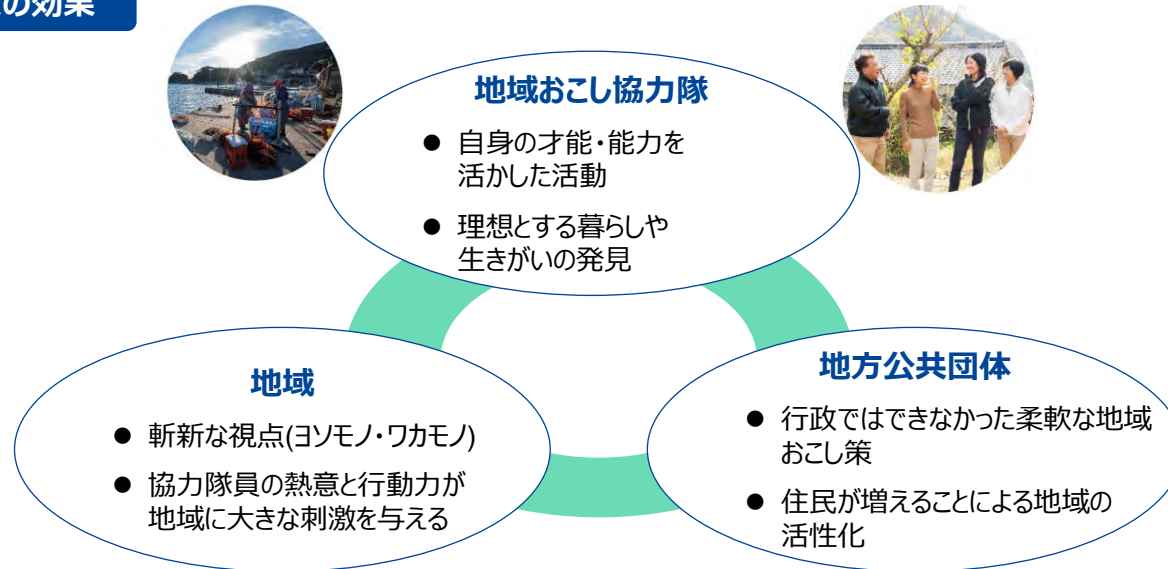 の効果
地域おこし協力隊
● 自身の才能・能力を
活かした活動
● 理想とする暮らしや
生きがいの発見
地域
● 斬新な視点(ヨソモノ・ワカモノ)
● 協力隊員の熱意と行動力が
地域に大きな刺激を与える
地方公共団体
● 行政ではできなかった柔軟な地域
おこし策
● 住民が増えることによる地域の
活性化